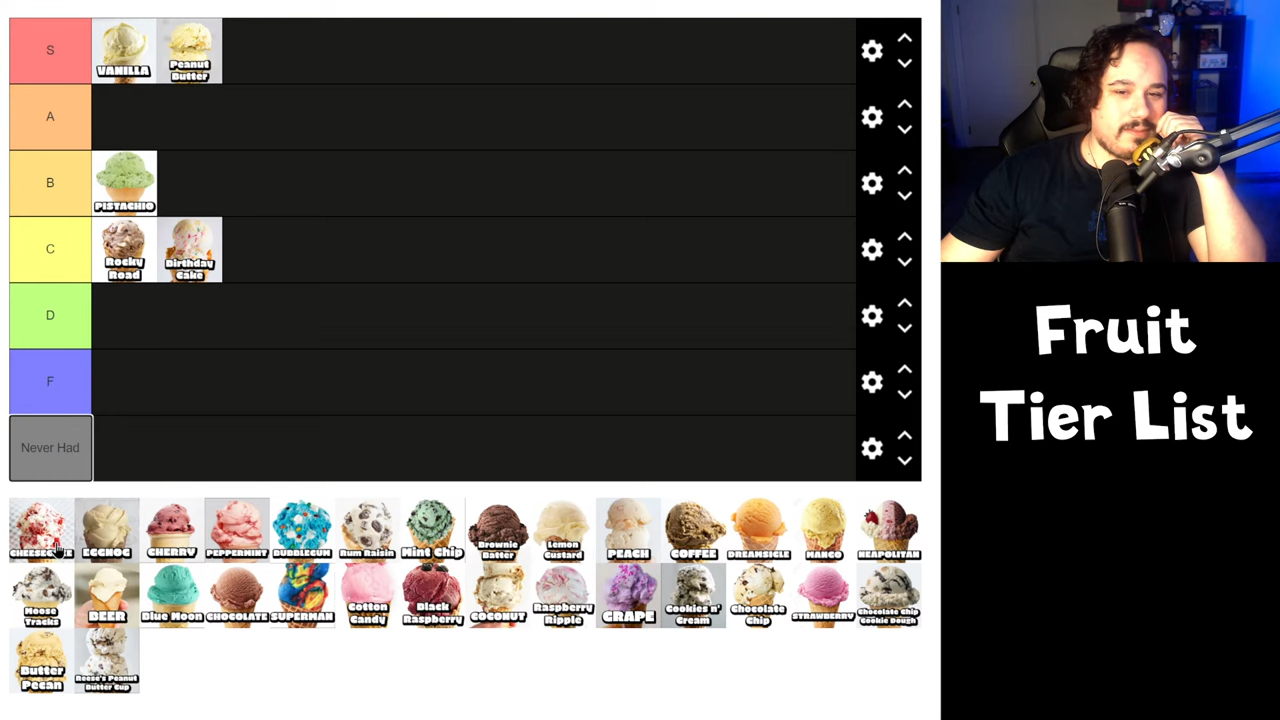 S
VANILLA
Peanut
Butter
A
B
PISTACHIO
C
Rocky
Road
Birthday
Cake
D
F
Never Had
Fruit
Tier List
EGGNOG
CHERRY
PEPPERMINT
BUBBLEGUM
Rum Raisin
Mint Chip
Brownie
Batter
Lemon
Custard
PEACH
COFFEE
DREAMSICLE
MANGO
NEAPOLITAN
Moose
Tracks
BEER
Blue Moon
CHOCOLATE
SUPERMAN
Cotton
Candy
Black
Raspberry
COCONUT
Raspberry
Ripple
GRAPE
Cookies n'
Cream
Chocolate
Chip
STRAWBERRY
Chocolate Chip
Cookie Dough
Butter
Pecan
Reese's Peanut
Butter Cup